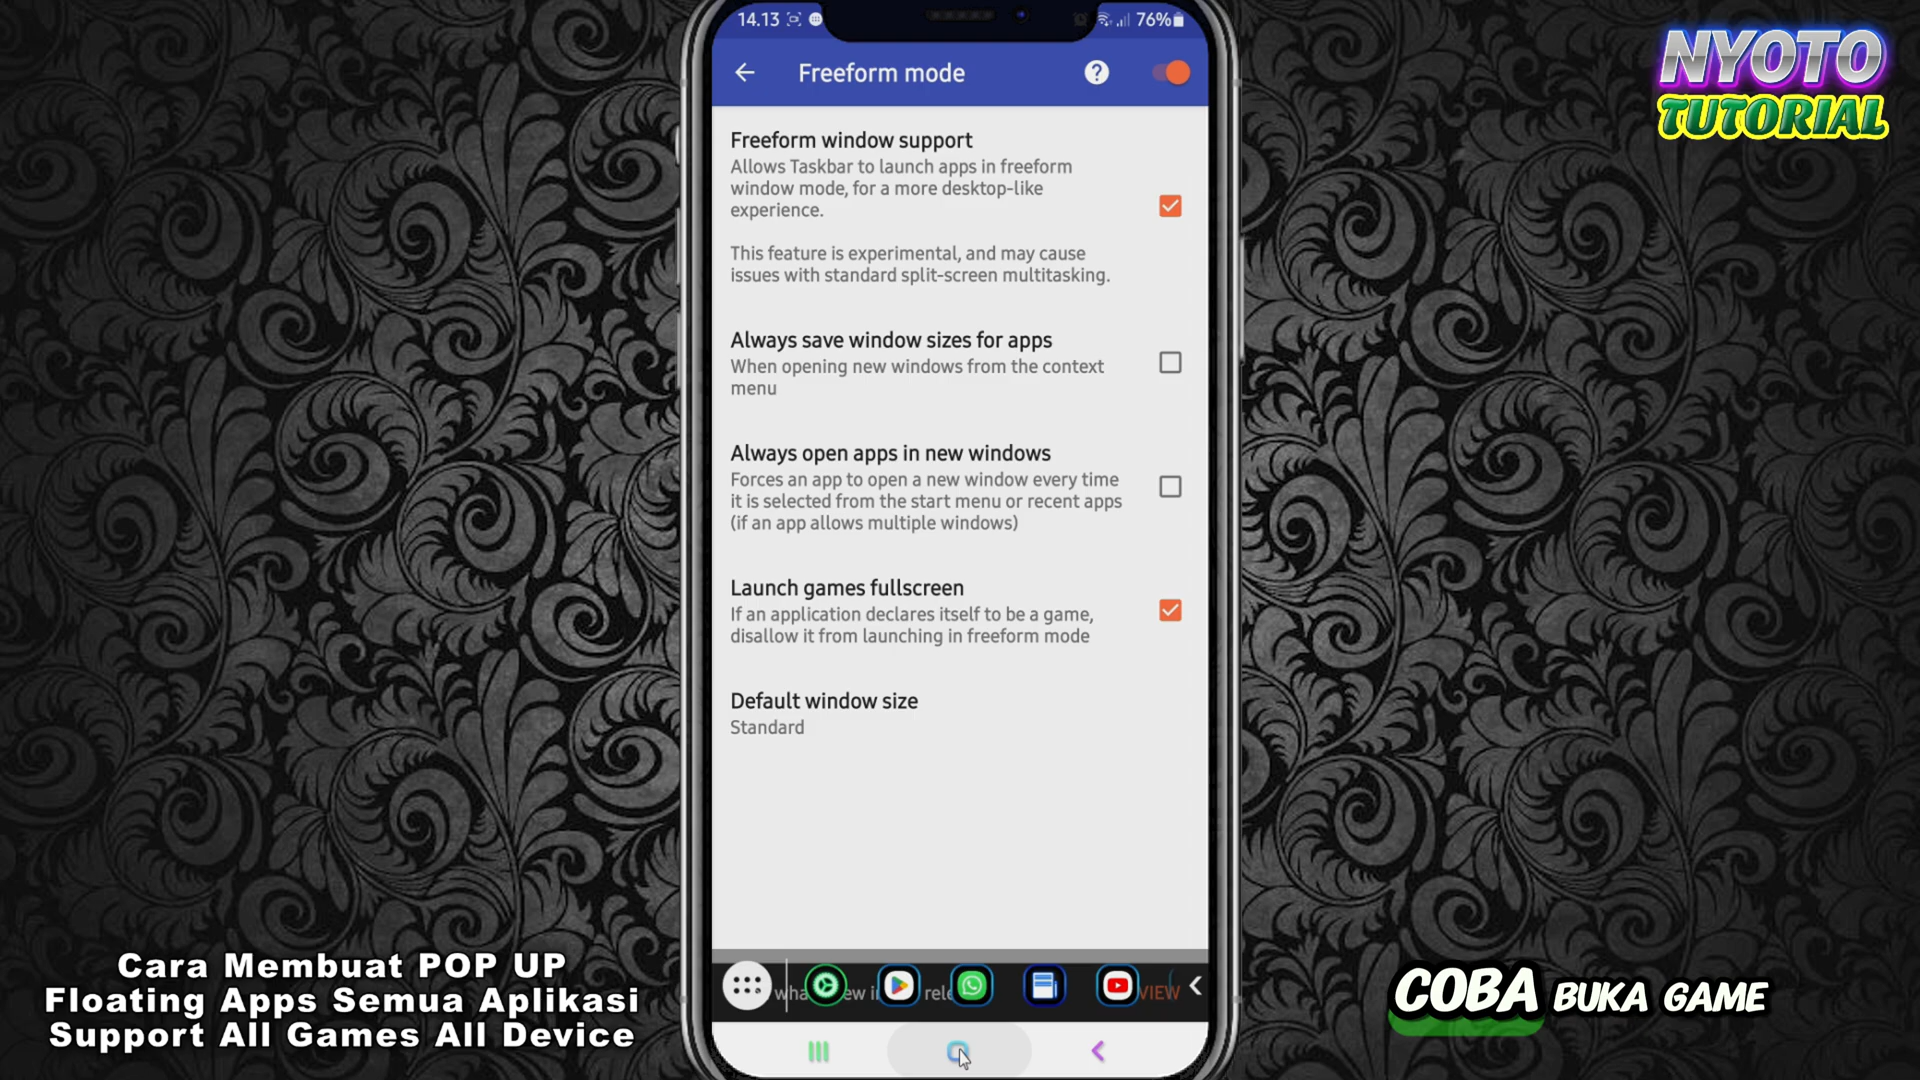 14.13
76%
NYOTO
TUTORIAL
Freeform mode
Freeform window support
Allows Taskbar to launch apps in freeform
window mode, for a more desktop-like
experience.
This feature is experimental, and may cause
issues with standard split-screen multitasking.
Always save window sizes for apps
When opening new windows from the context
menu
Always open apps in new windows
Forces an app to open a new window every time
it is selected from the start menu or recent apps
(if an app allows multiple windows)
Launch games fullscreen
If an application declares itself to be a game,
disallow it from launching in freeform mode
Default window size
Standard
VIEW
Cara Membuat POP UP
Floating Apps Semua Aplikasi
Support All Games All Device
COBA BUKA GAME